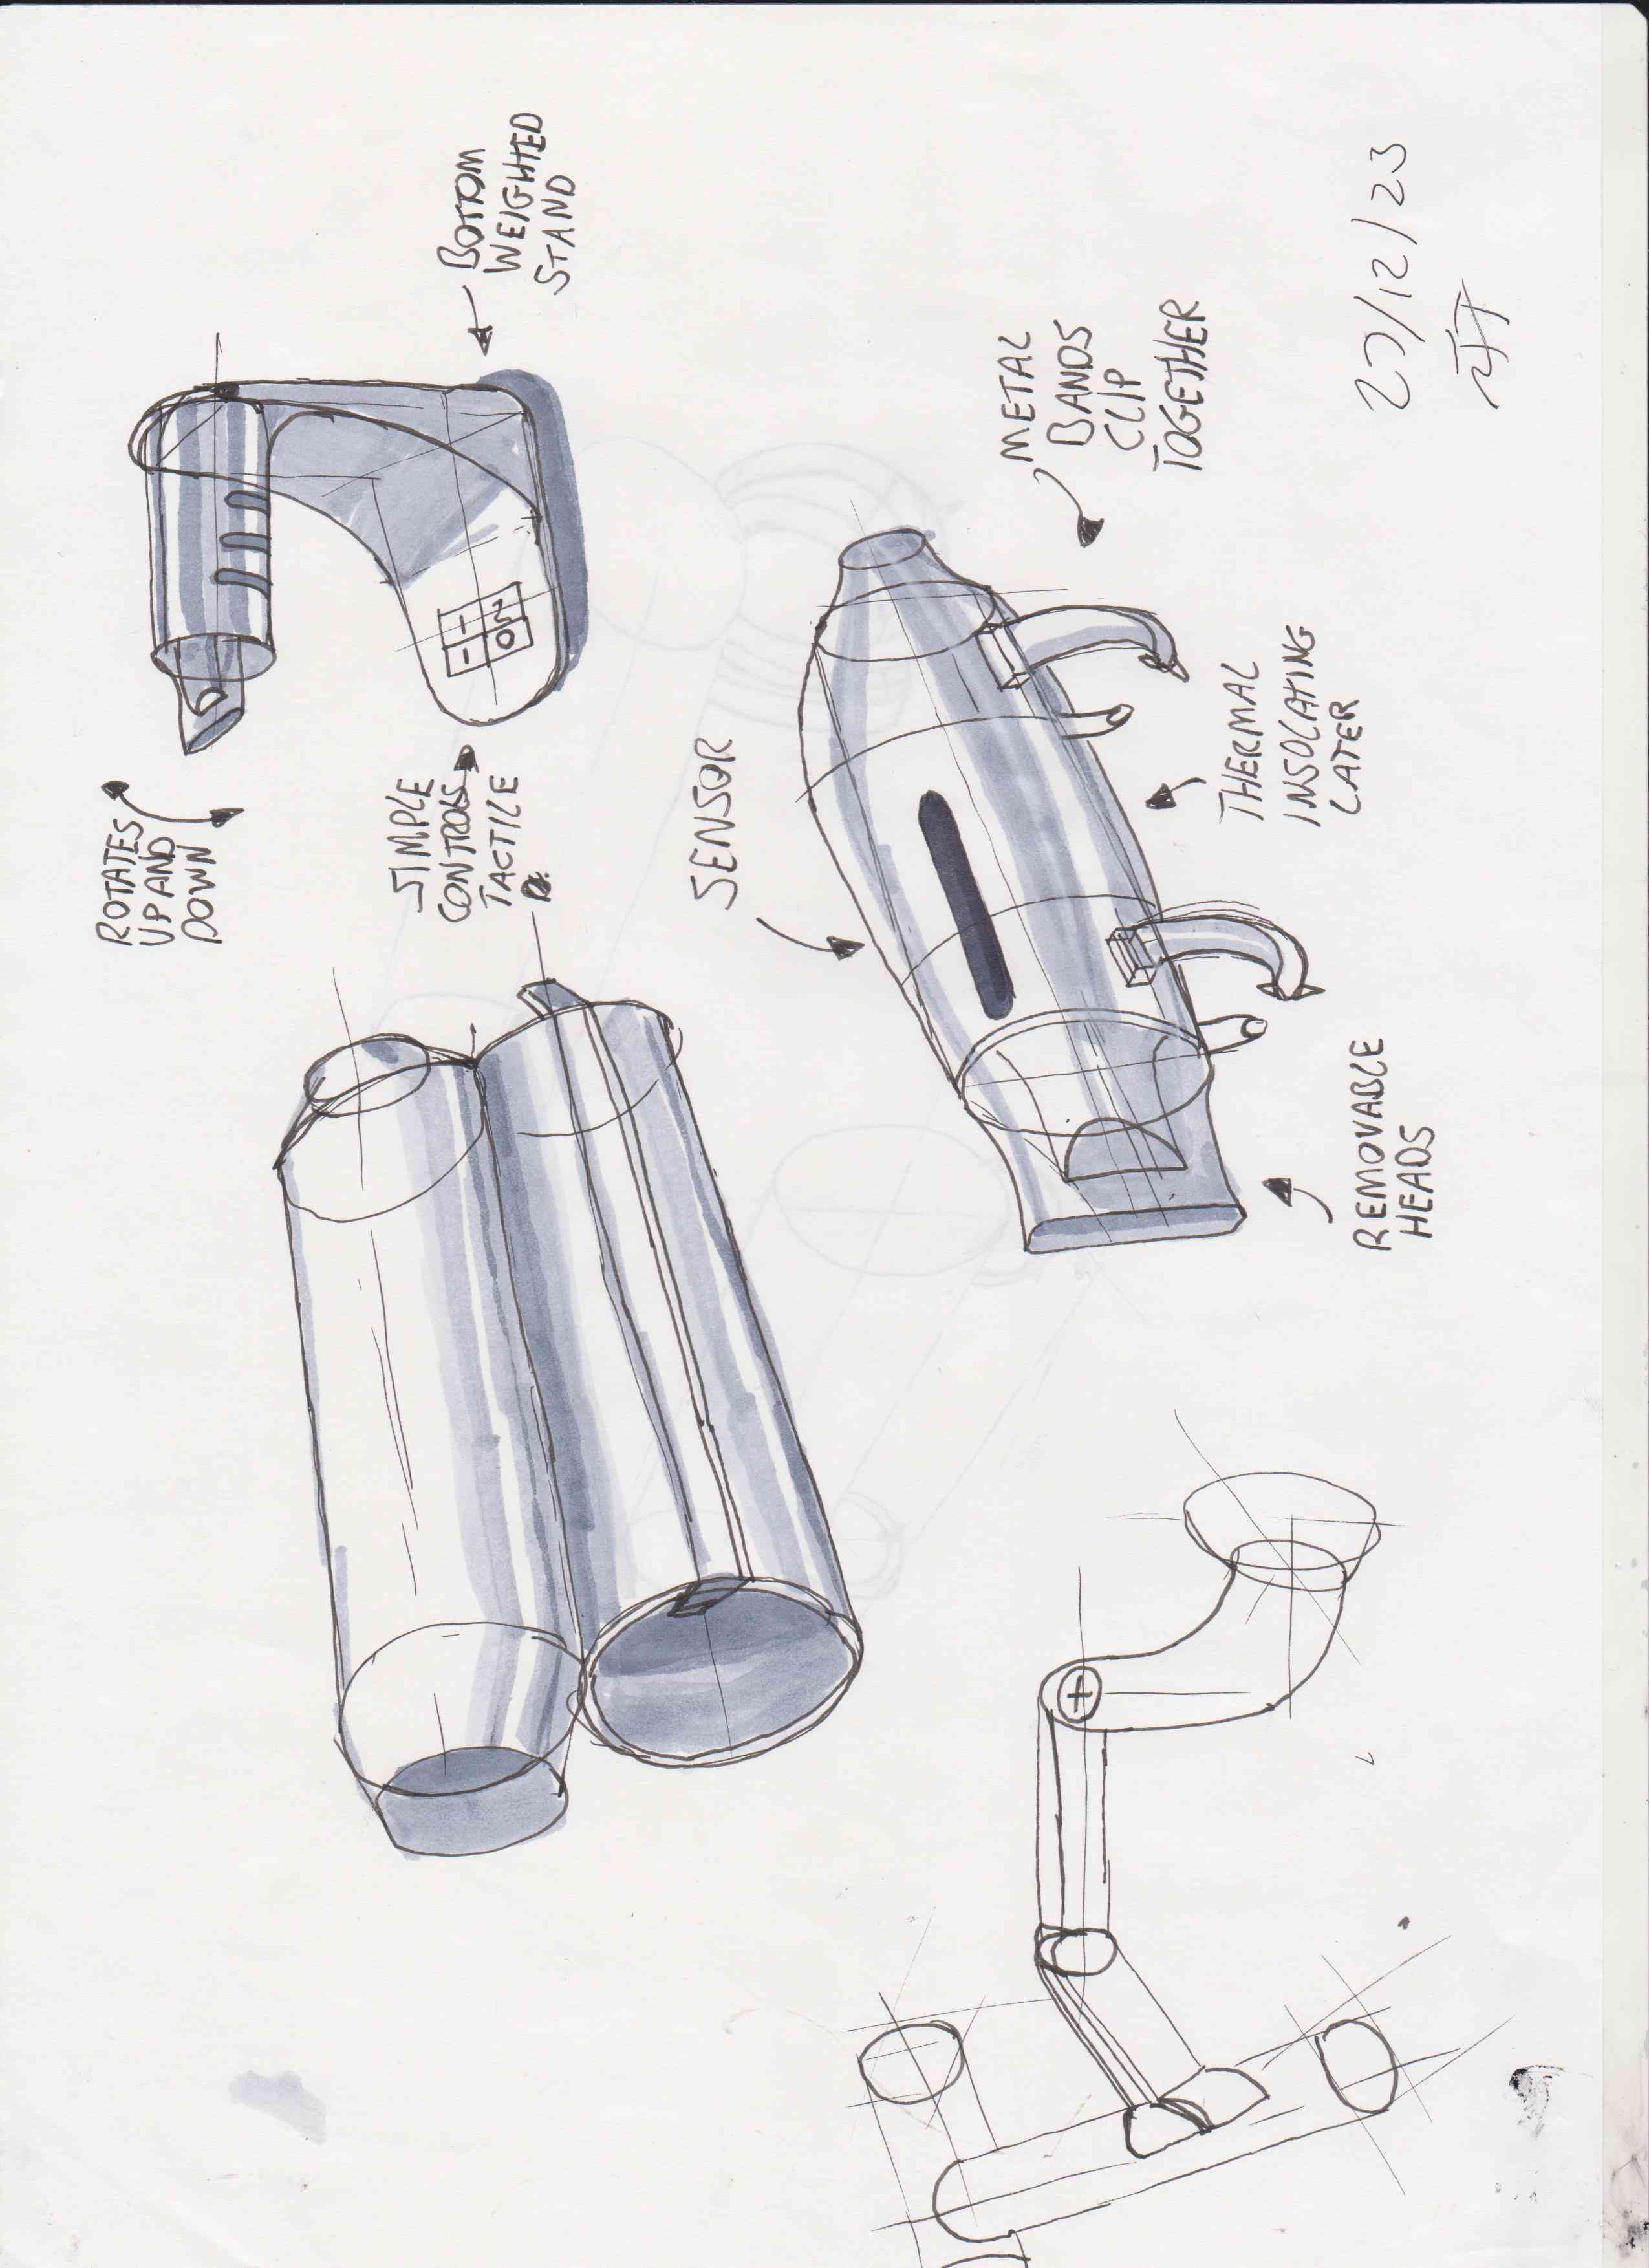 ROTATES
UP AND
DOWN
SIMPLE
CONTROLS
TACTILE
- -
ON
BOTTOM
WEIGHTED
STAND
SENSOR
METAL
BANDS
CLIP
TOGETHER
THERMAL
INSOLATING
LATER
REMOVABLE
HEADS
20/12/23